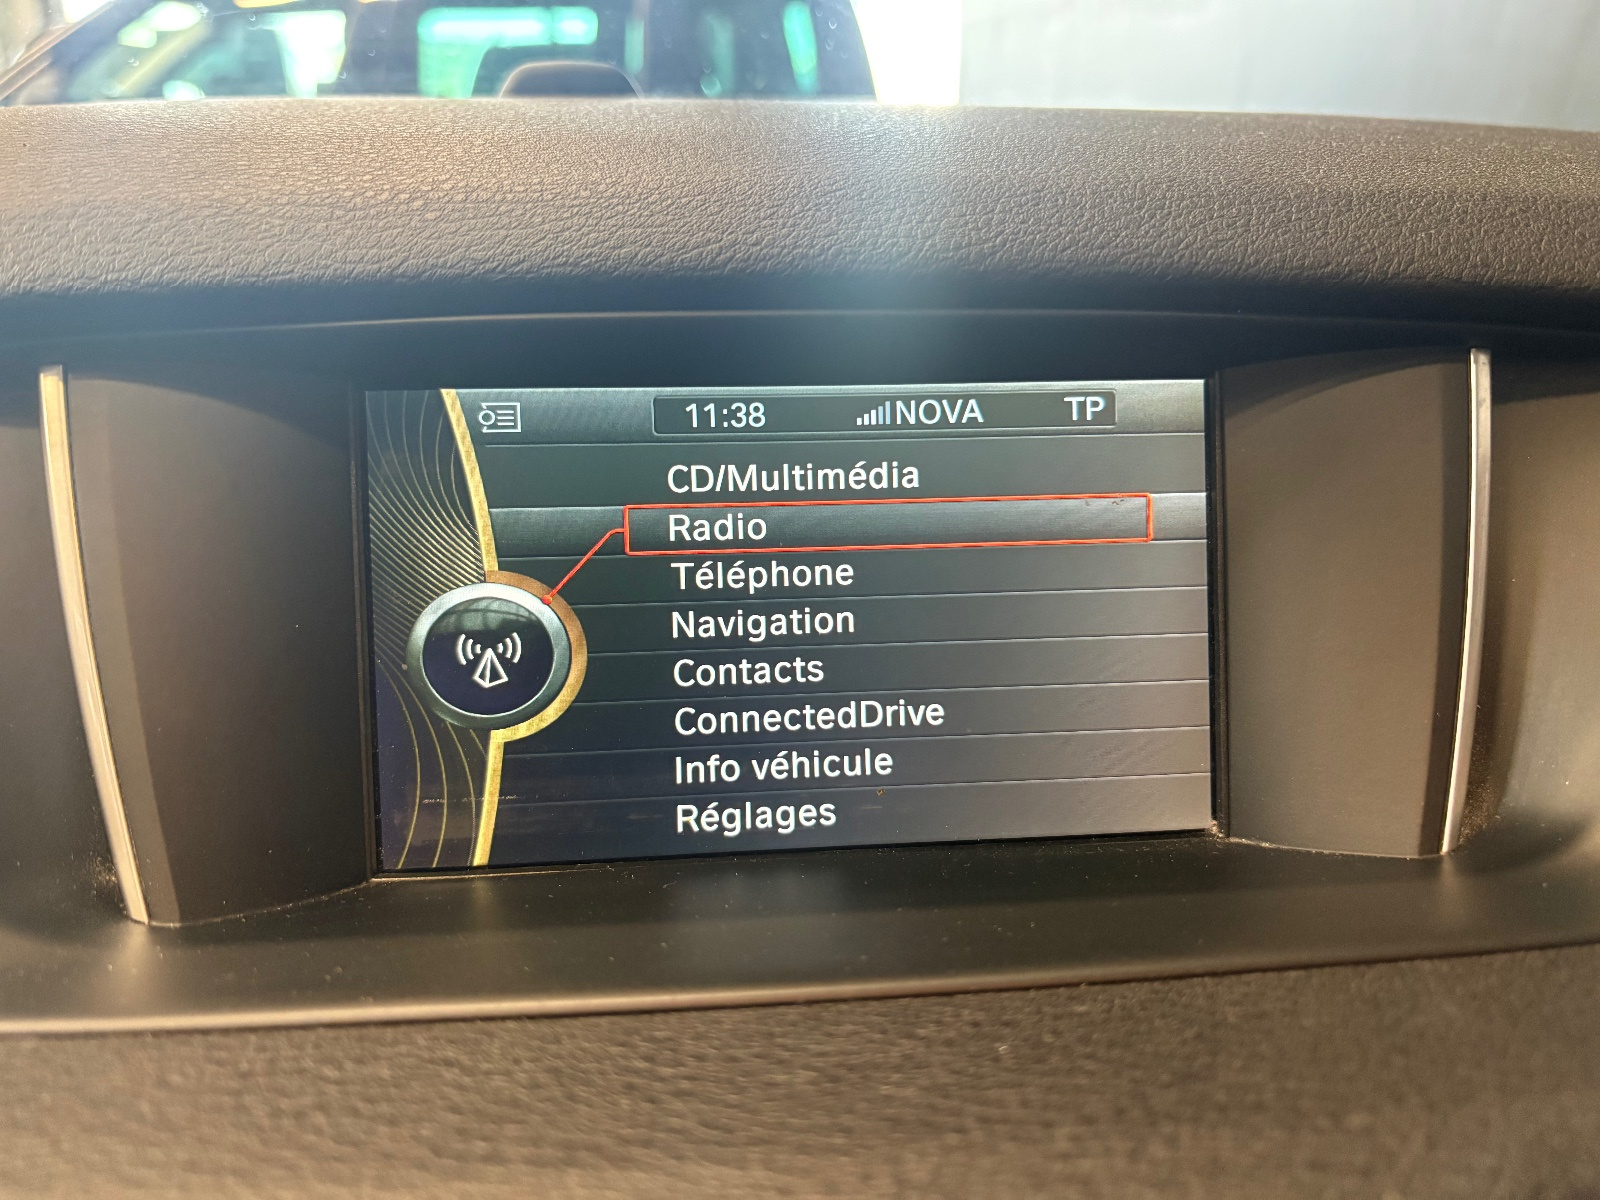 11:38 NOVA TP
CD/Multimédia
Radio
Téléphone
Navigation
Contacts
ConnectedDrive
Info véhicule
Réglages